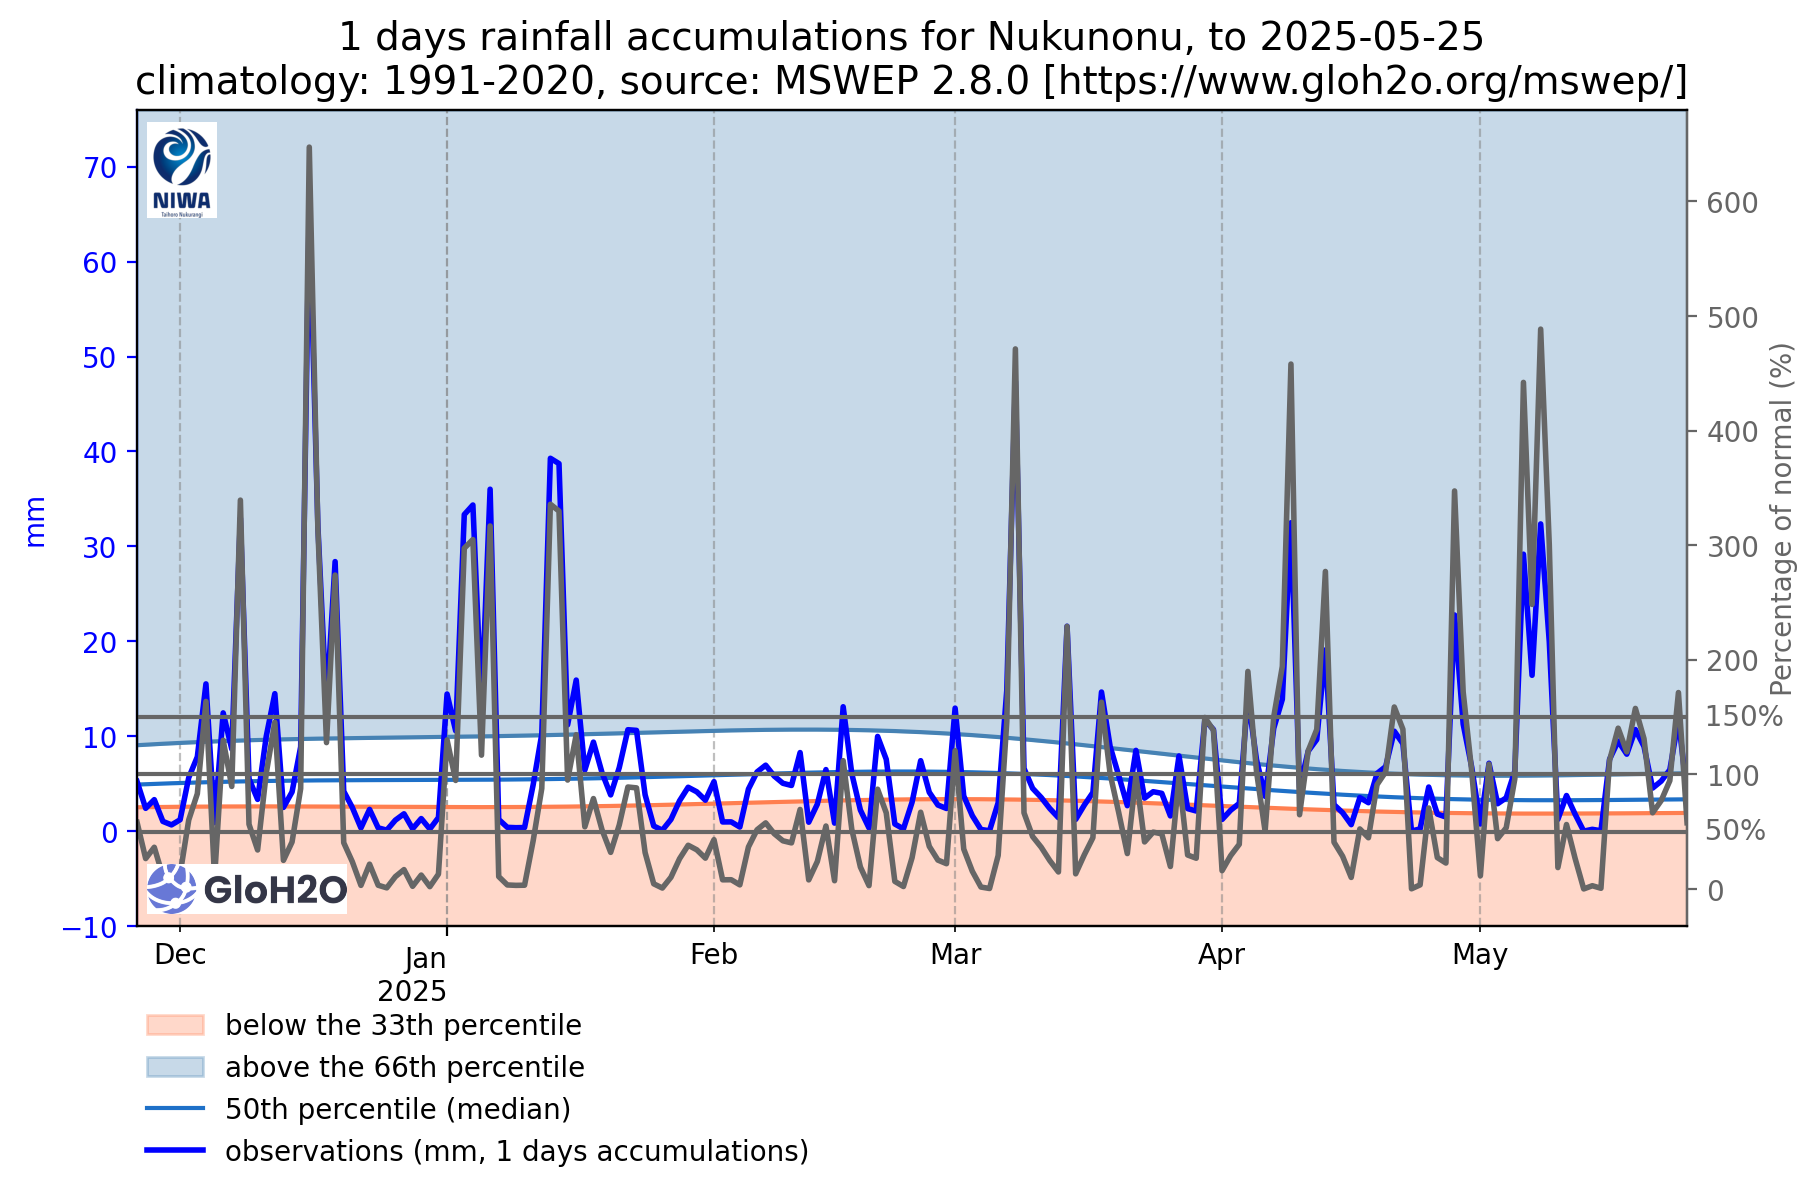 1 days rainfall accumulations for Nukunonu, to 2025-05-25
climatology: 1991-2020, source: MSWEP 2.8.0 [https://www.gloh2o.org/mswep/]
NIWA
Taihoro Nukurangi
70
60
50
40
30
20
10
0
−10
mm
600
500
400
300
200
150%
100
50%
0
Percentage of normal (%)
GloH2O
Dec
Jan
2025
Feb
Mar
Apr
May
below the 33th percentile
above the 66th percentile
50th percentile (median)
observations (mm, 1 days accumulations)